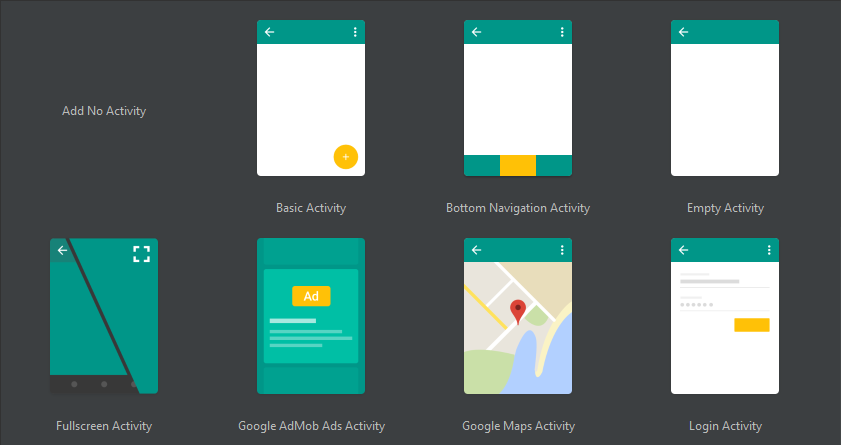 Add No Activity
Basic Activity
Bottom Navigation Activity
Empty Activity
Ad
Fullscreen Activity
Google AdMob Ads Activity
Google Maps Activity
Login Activity